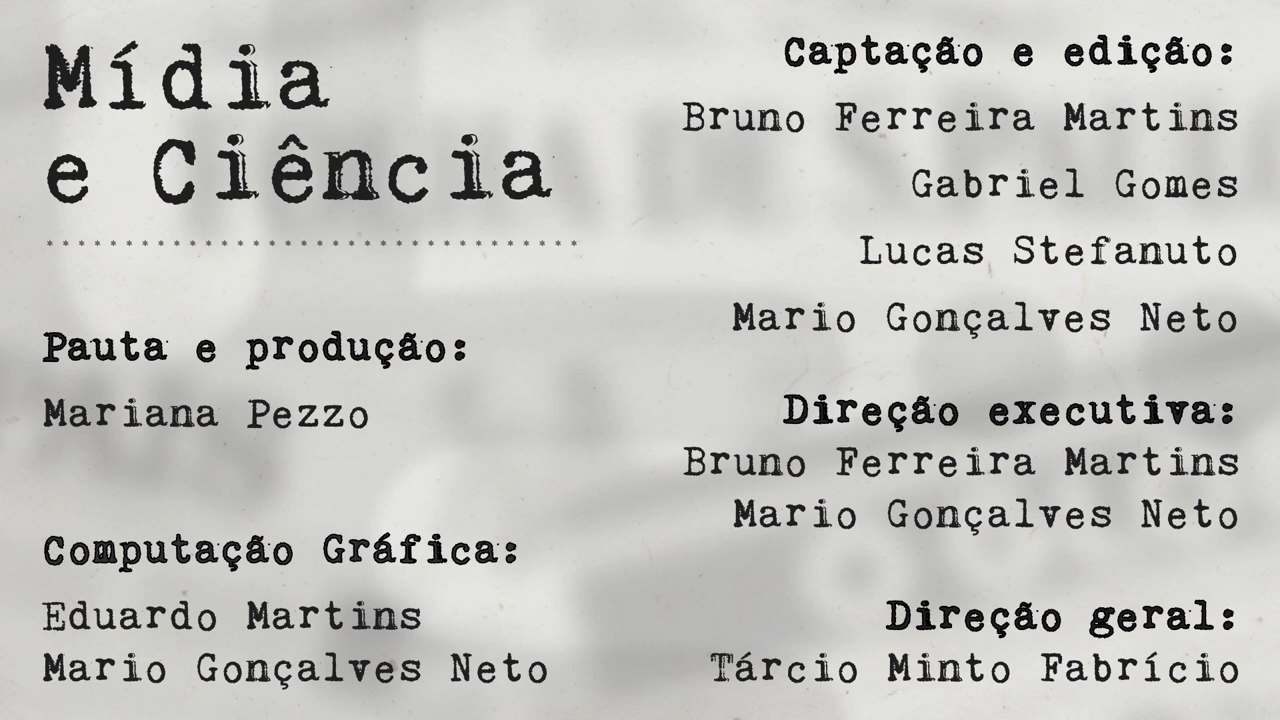 Mídia
e Ciência
Pauta e produção:
Mariana Pezzo
Computação Gráfica:
Eduardo Martins
Mario Gonçalves Neto
Captação e edição:
Bruno Ferreira Martins
Gabriel Gomes
Lucas Stefanuto
Mario Gonçalves Neto
Direção executiva:
Bruno Ferreira Martins
Mario Gonçalves Neto
Direção geral:
Tárcio Minto Fabrício